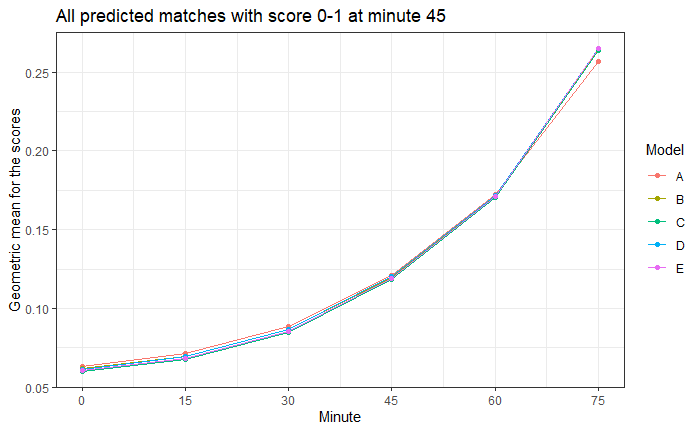 All predicted matches with score 0-1 at minute 45
Geometric mean for the scores
0.25
0.20
0.15
0.10
0.05
0 15 30 45 60 75
Minute
Model
A
B
C
D
E